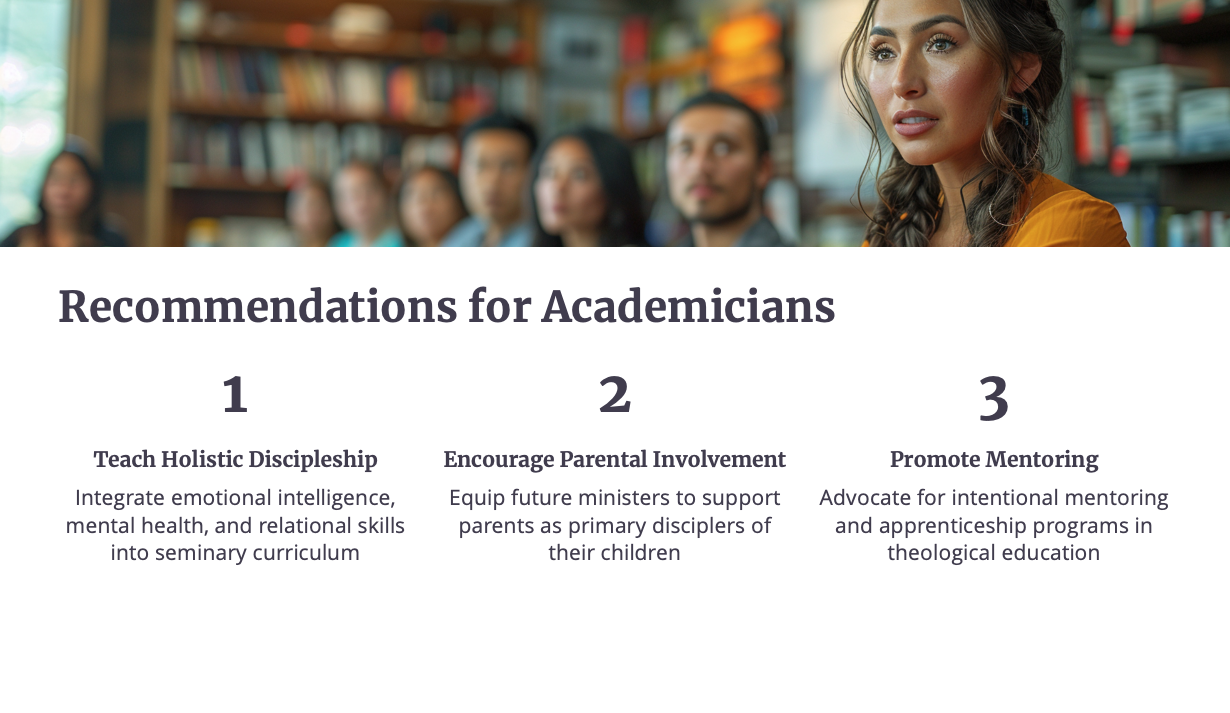 Recommendations for Academicians
1
Teach Holistic Discipleship
Integrate emotional intelligence,
mental health, and relational skills
into seminary curriculum
2
Encourage Parental Involvement
Equip future ministers to support
parents as primary disciplers of
their children
3
Promote Mentoring
Advocate for intentional mentoring
and apprenticeship programs in
theological education